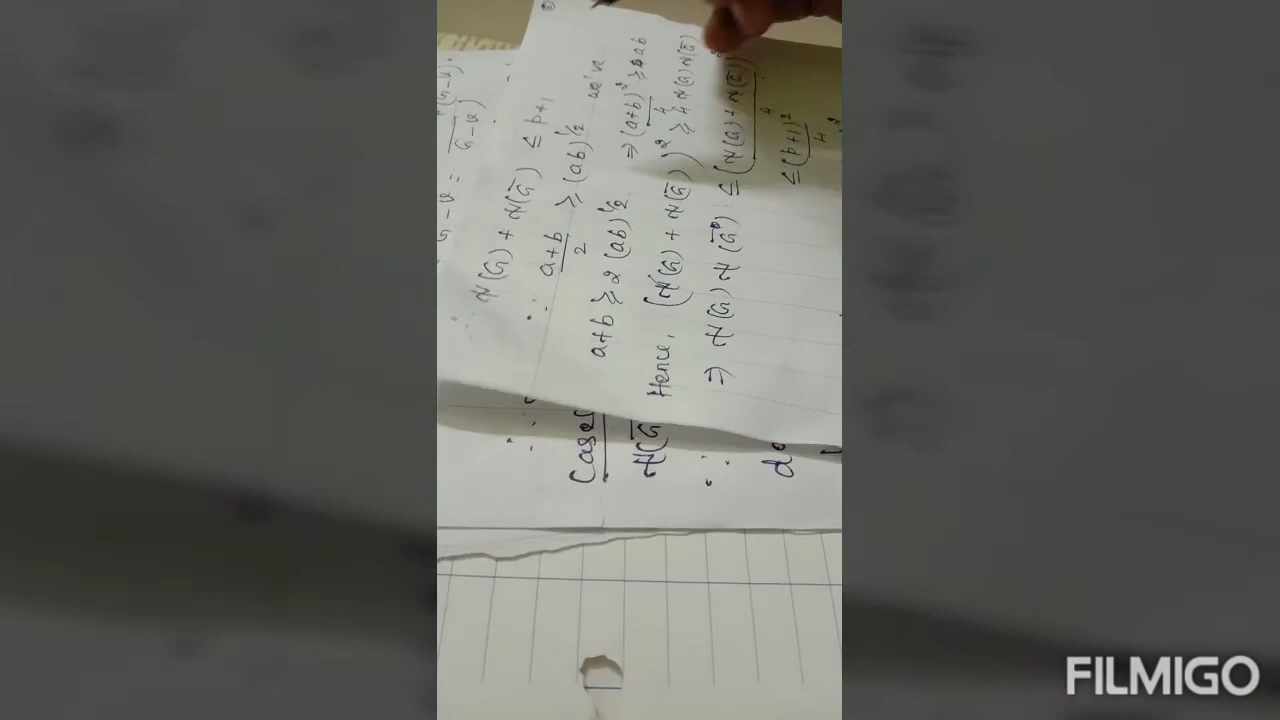 G - v = (G-v).
G-v)
∴ χ(G) + χ(G̅) ≤ p+1
∴ a+b/2 ≥ (ab)^1/2 we've
a+b ≥ 2 (ab)^1/2 ⇒ (a+b)^2/4 ≥ ab
Hence, (χ(G) + χ(G̅))^2 ≥ 4 χ(G) χ(G̅)
⇒ χ(G) χ(G̅) ≤ (χ(G) + χ(G̅))/4
≤ (p+1)^2/4
Case
χ(G̅
∴
d
FILMIGO